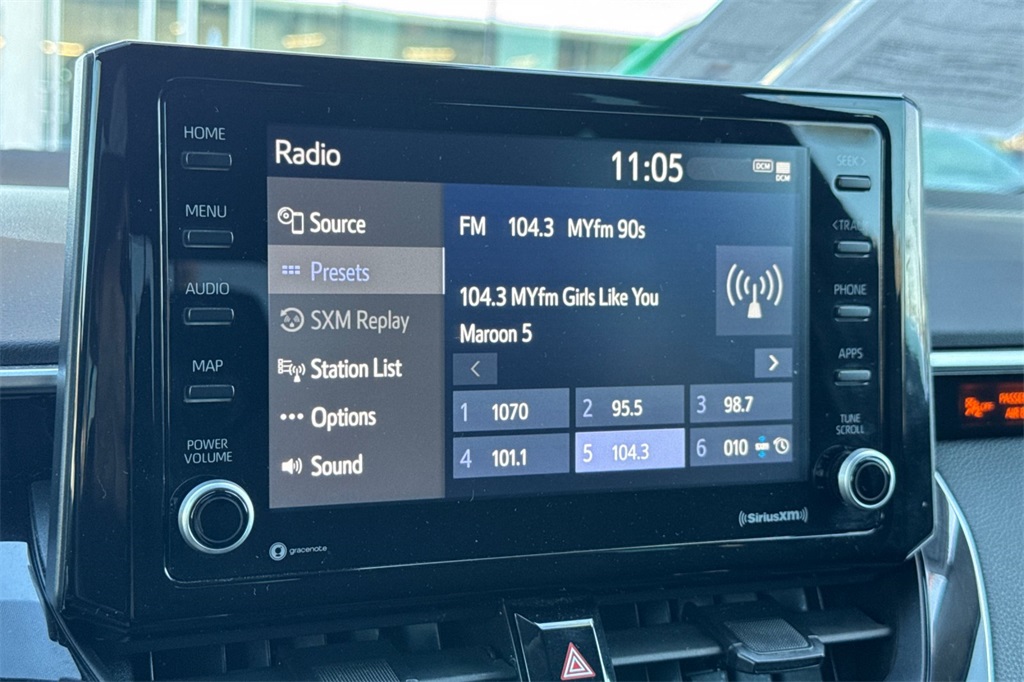 HOME
MENU
AUDIO
MAP
POWER
VOLUME
Radio
11:05
DCM
DCM
Source
Presets
SXM Replay
Station List
Options
Sound
FM 104.3 MYfm 90s
104.3 MYfm Girls Like You
Maroon 5
<
>
1 1070
2 95.5
3 98.7
4 101.1
5 104.3
6 010
gracenote
SiriusXM
SEEK >
< TRACK
PHONE
APPS
TUNE
SCROLL